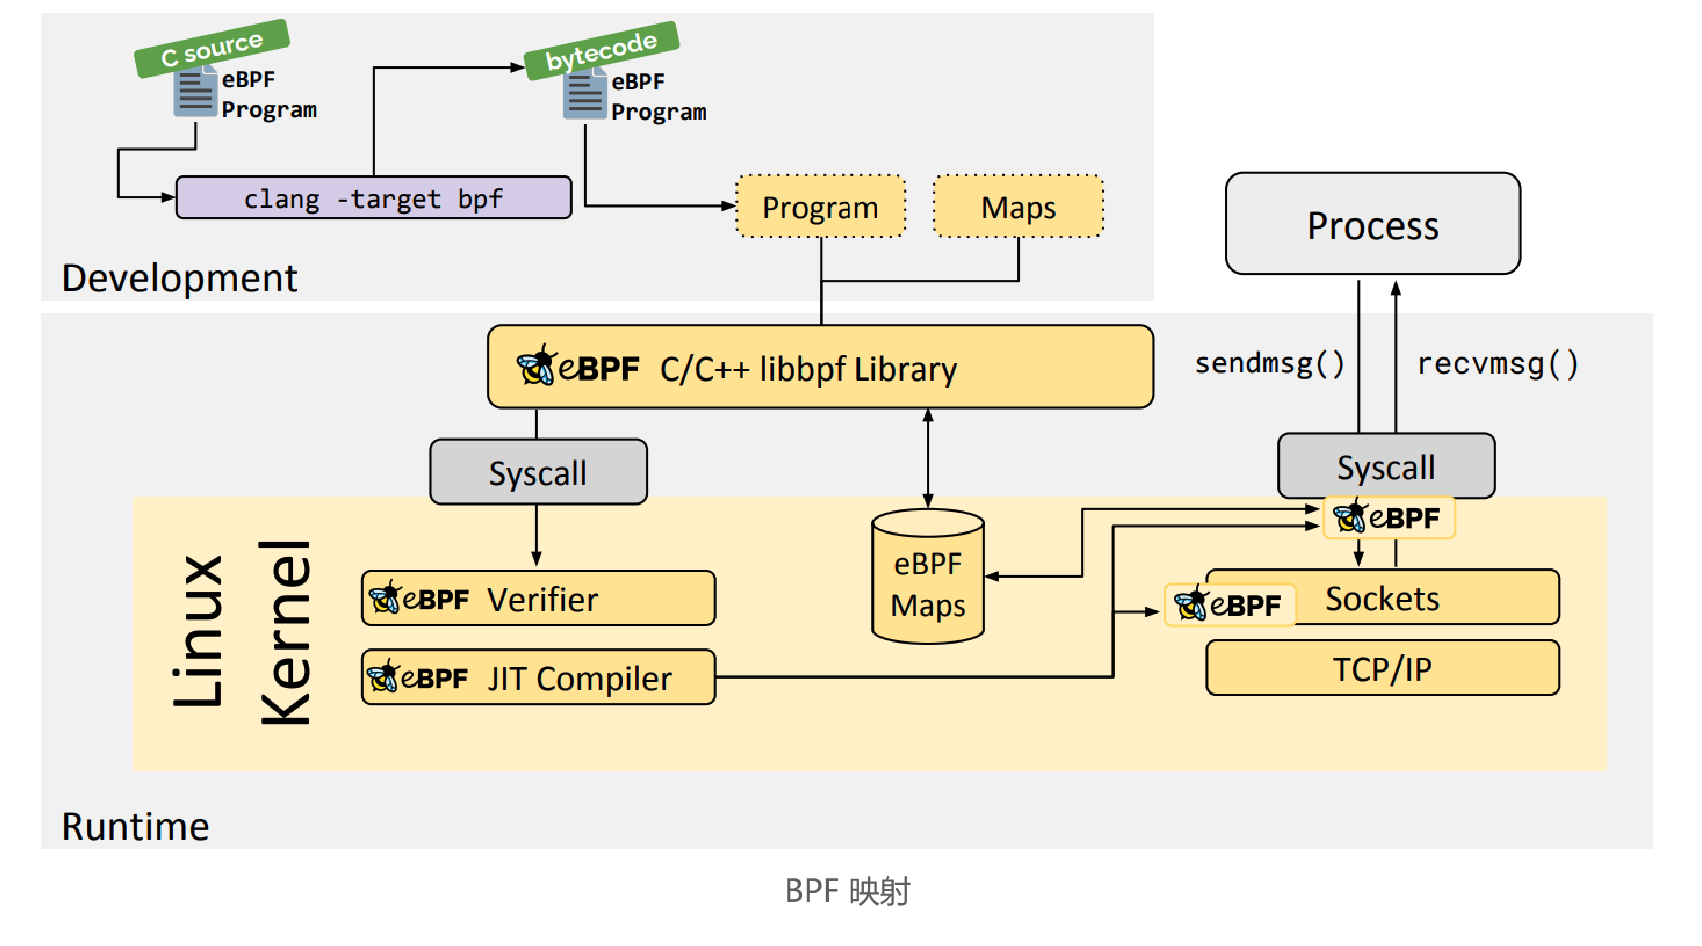 C source
eBPF
Program
bytecode
eBPF
Program
clang -target bpf
Program
Maps
Process
Development
eBPF C/C++ libbpf Library
sendmsg()
recvmsg()
Syscall
Syscall
eBPF
Linux
Kernel
eBPF
Maps
eBPF Verifier
eBPF
Sockets
eBPF JIT Compiler
TCP/IP
Runtime
BPF 映射